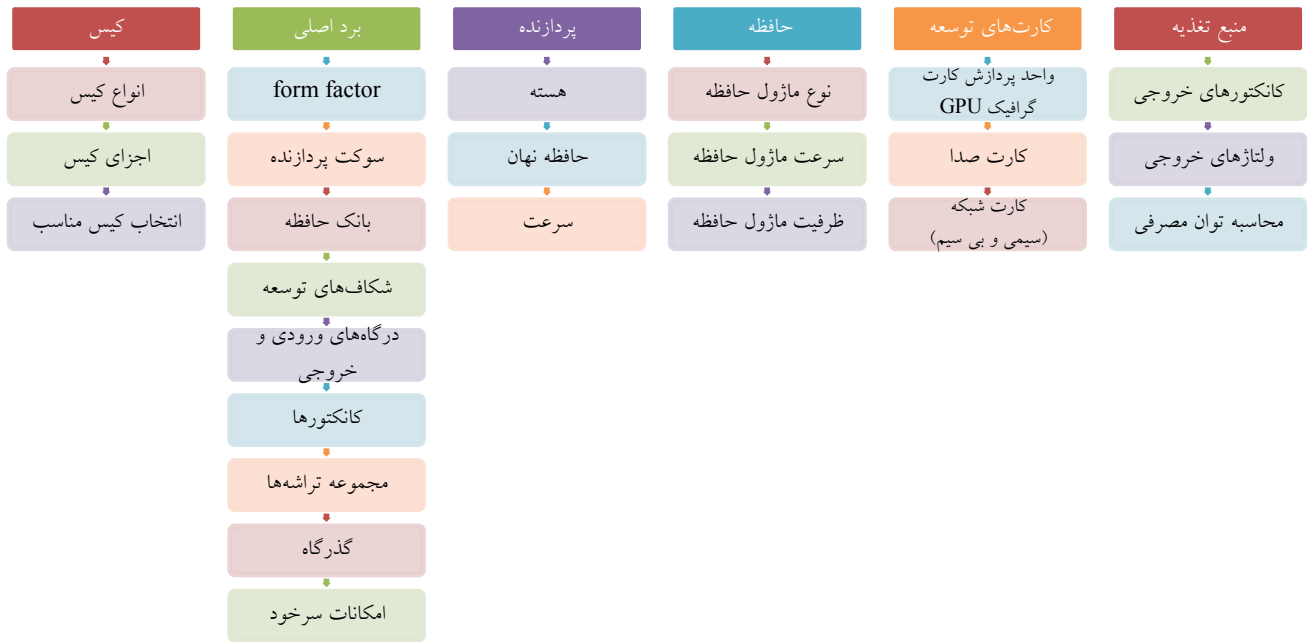 منبع تغذیه
کانکتورهای خروجی
ولتاژهای خروجی
محاسبه توان مصرفی
کارت‌های توسعه
واحد پردازش کارت
گرافیک GPU
کارت صدا
کارت شبکه
(سیمی و بی سیم)
حافظه
نوع ماژول حافظه
سرعت ماژول حافظه
ظرفیت ماژول حافظه
پردازنده
هسته
حافظه نهان
سرعت
برد اصلی
form factor
سوکت پردازنده
بانک حافظه
شکاف‌های توسعه
درگاه‌های ورودی و
خروجی
کانکتورها
مجموعه تراشه‌ها
گذرگاه
امکانات سرخود
کیس
انواع کیس
اجزای کیس
انتخاب کیس مناسب